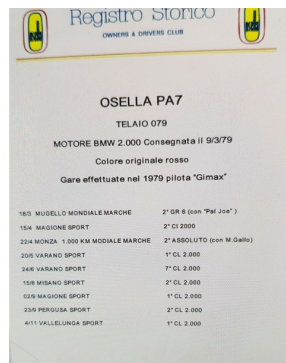 Registro Storico
OWNERS & DRIVERS CLUB
OSELLA PA7
TELAIO 079
MOTORE BMW 2.000 Consegnata il 9/3/79
Colore originale rosso
Gare effettuate nel 1979 pilota "Gimax"
18/3 MUGELLO MONDIALE MARCHE 2° GR 6 (con "Pal Joe" )
15/4 MAGIONE SPORT 2° CI 2000
22/4 MONZA 1.000 KM MODIALE MARCHE 2° ASSOLUTO (con M.Gallo)
20/5 VARANO SPORT 1° CL 2.000
24/6 VARANO SPORT 7° CL 2.000
15/8 MISANO SPORT 2° CL 2.000
02/9 MAGIONE SPORT 1° CL 2.000
23/9 PERGUSA SPORT 2° CL 2.000
4/11 VALLELUNGA SPORT 1° CL 2.000